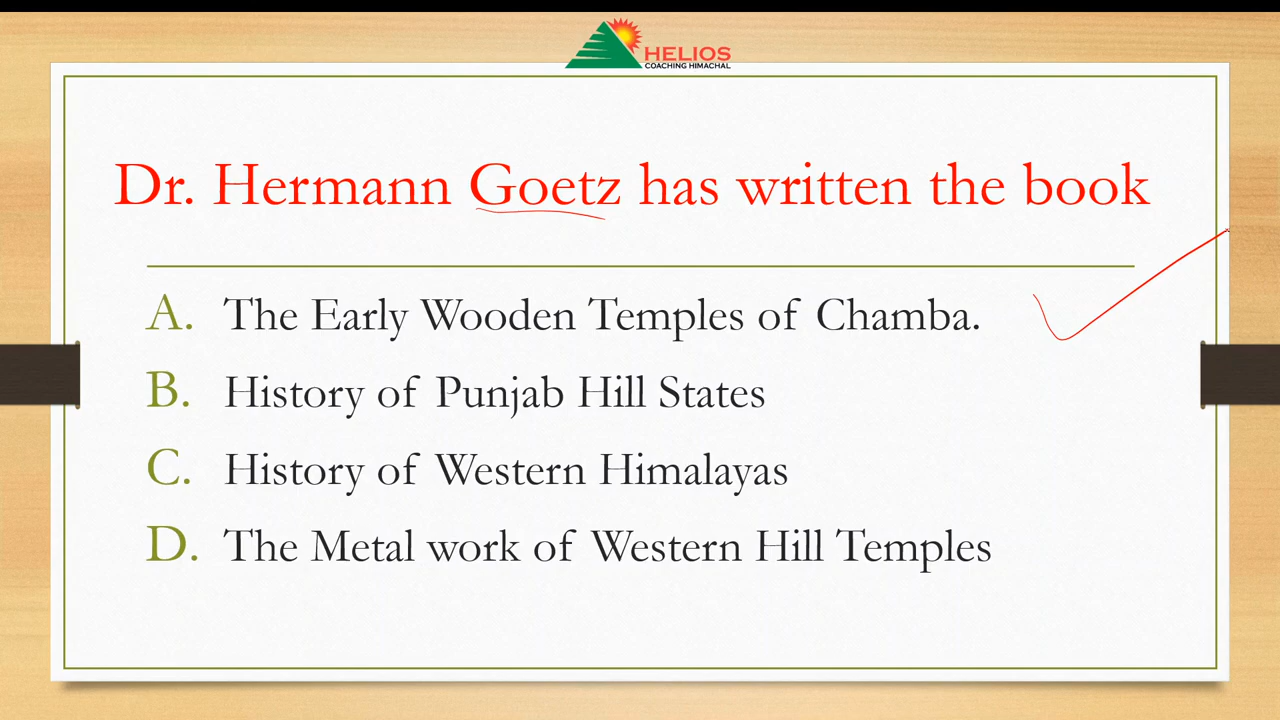 HELIOS
COACHING HIMACHAL
Dr. Hermann Goetz has written the book
A. The Early Wooden Temples of Chamba.
B. History of Punjab Hill States
C. History of Western Himalayas
D. The Metal work of Western Hill Temples